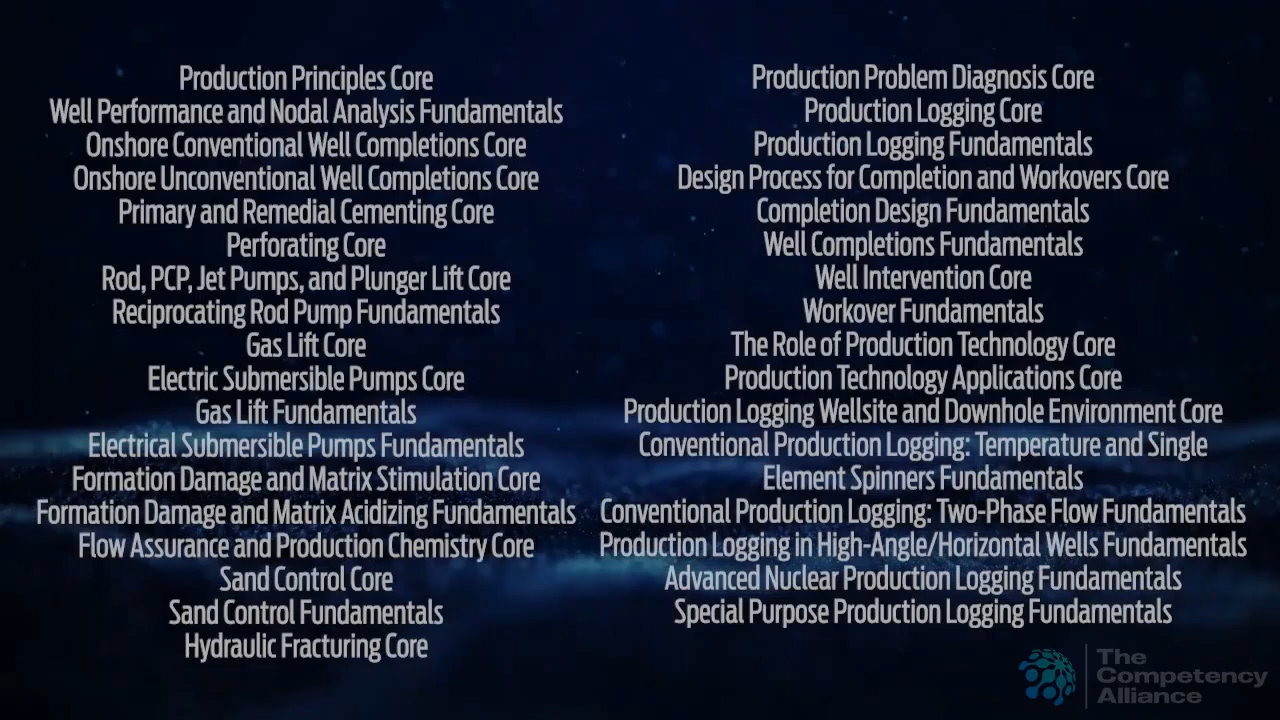 Production Principles Core
Well Performance and Nodal Analysis Fundamentals
Onshore Conventional Well Completions Core
Onshore Unconventional Well Completions Core
Primary and Remedial Cementing Core
Perforating Core
Rod, PCP, Jet Pumps, and Plunger Lift Core
Reciprocating Rod Pump Fundamentals
Gas Lift Core
Electric Submersible Pumps Core
Gas Lift Fundamentals
Electrical Submersible Pumps Fundamentals
Formation Damage and Matrix Stimulation Core
Formation Damage and Matrix Acidizing Fundamentals
Flow Assurance and Production Chemistry Core
Sand Control Core
Sand Control Fundamentals
Hydraulic Fracturing Core
Production Problem Diagnosis Core
Production Logging Core
Production Logging Fundamentals
Design Process for Completion and Workovers Core
Completion Design Fundamentals
Well Completions Fundamentals
Well Intervention Core
Workover Fundamentals
The Role of Production Technology Core
Production Technology Applications Core
Production Logging Wellsite and Downhole Environment Core
Conventional Production Logging: Temperature and Single
Element Spinners Fundamentals
Conventional Production Logging: Two-Phase Flow Fundamentals
Production Logging in High-Angle/Horizontal Wells Fundamentals
Advanced Nuclear Production Logging Fundamentals
Special Purpose Production Logging Fundamentals
The
Competency
Alliance